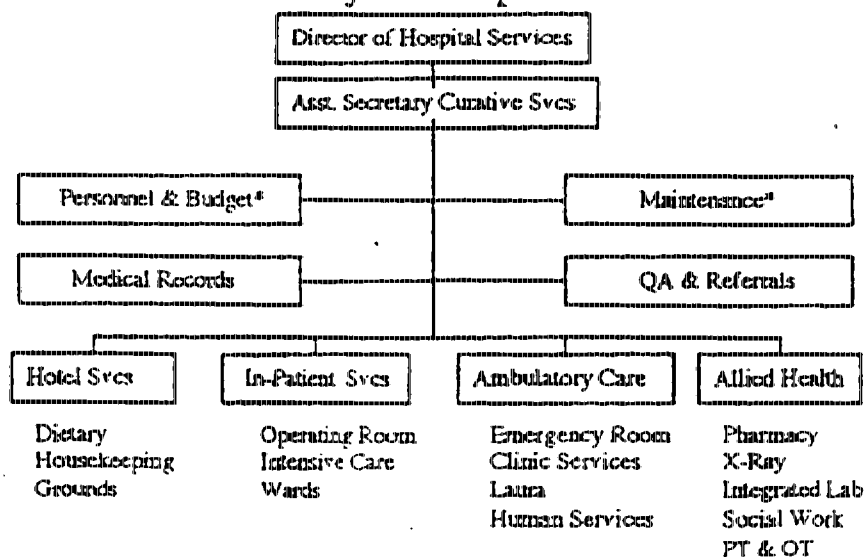 Director of Hospital Services
Asst. Secretary Curative Svcs
Personnel & Budget*
Maintenance*
Medical Records
QA & Referrals
Hotel Svcs
In-Patient Svcs
Ambulatory Care
Allied Health
Dietary
Housekeeping
Grounds
Operating Room
Intensive Care
Wards
Emergency Room
Clinic Services
Laura
Human Services
Pharmacy
X-Ray
Integrated Lab
Social Work
PT & OT